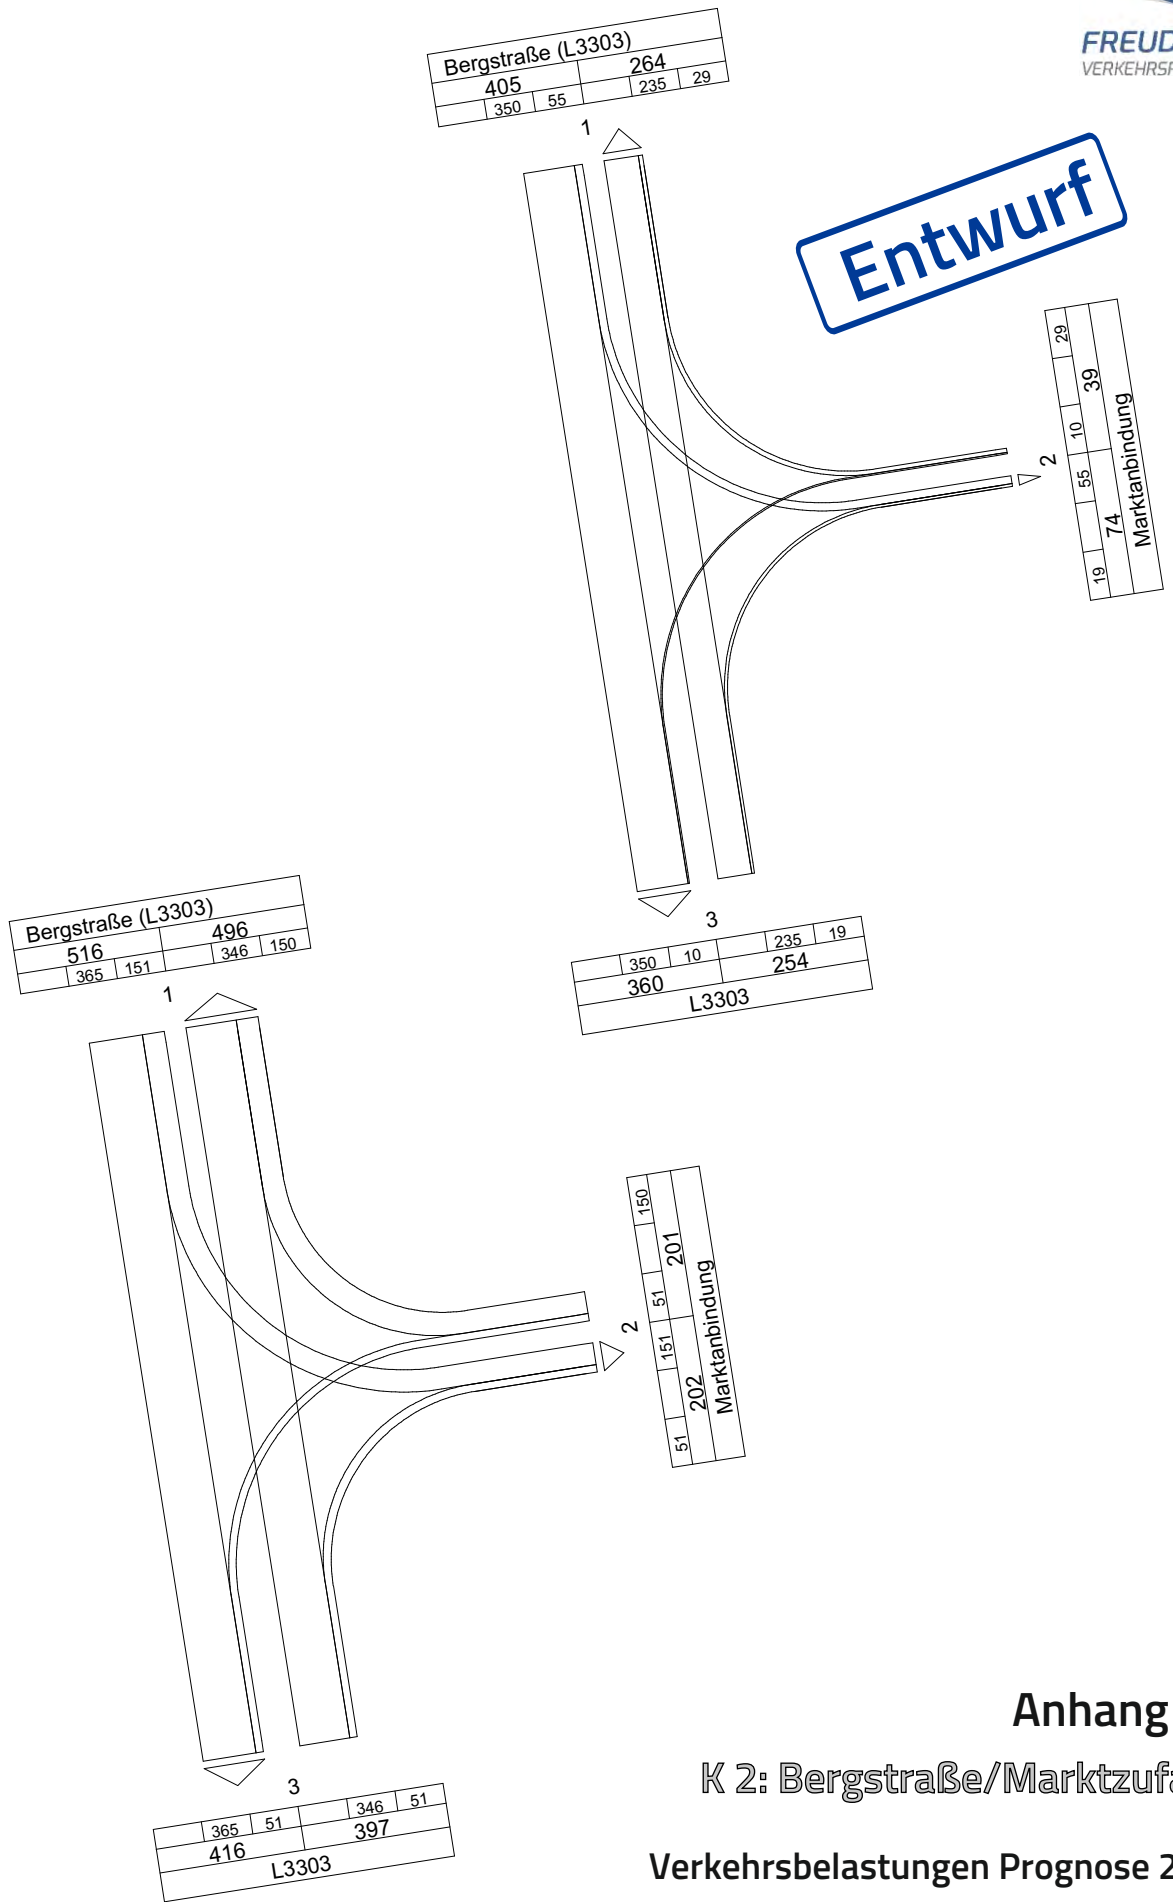 FREUD
VERKEHRSP
Bergstraße (L3303)
405 264
350 55 235 29
1
Entwurf
29 10 55 19
39 74
Marktanbindung
2
3
350 10 235 19
360 254
L3303
Bergstraße (L3303)
516 496
365 151 346 150
1
150 51 151 51
201 202
Marktanbindung
2
3
365 51 346 51
416 397
L3303
Anhang
K 2: Bergstraße/Marktzufa
Verkehrsbelastungen Prognose 2